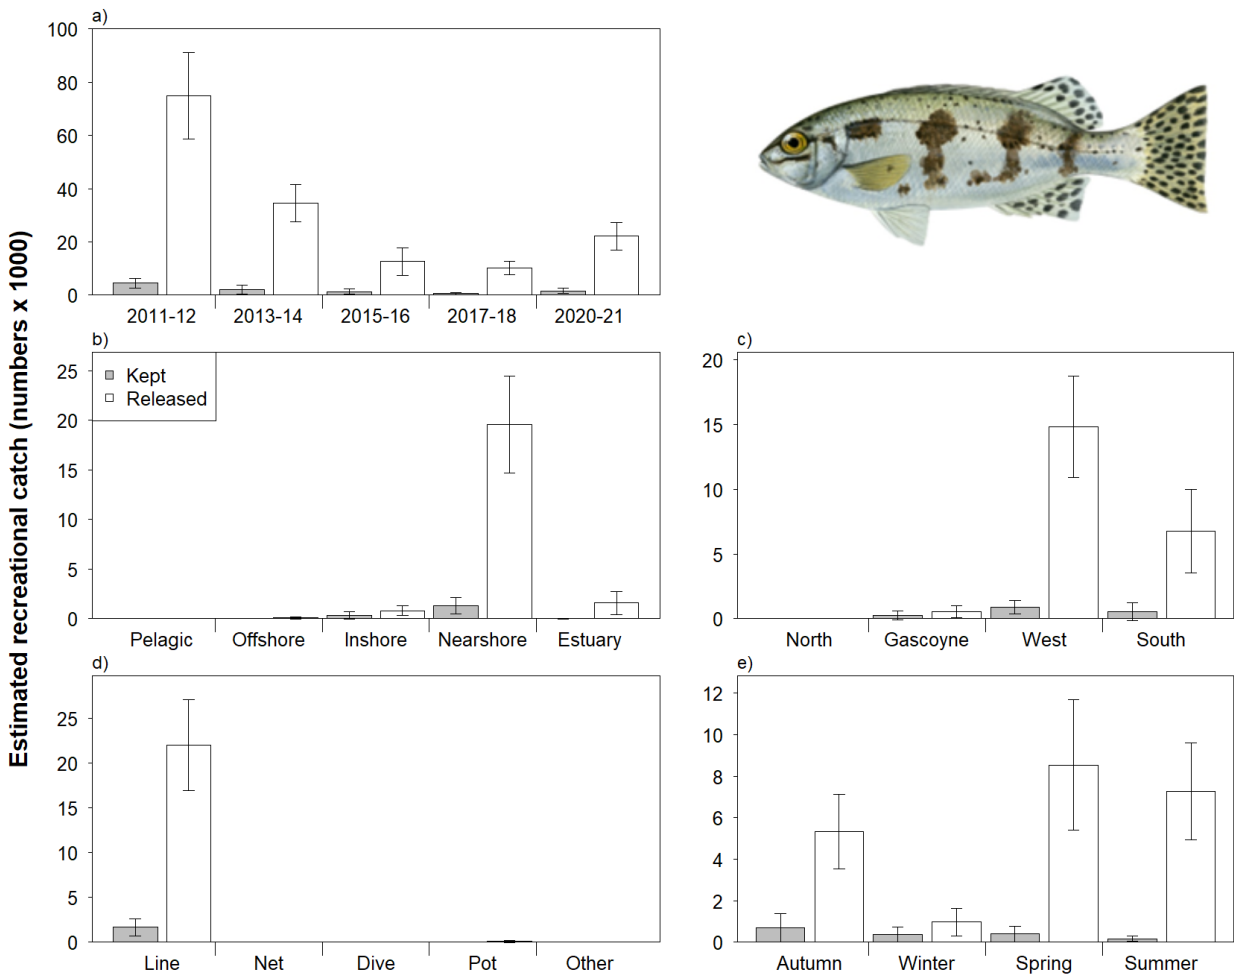 Estimated recreational catch (numbers x 1000)
a)
100
80
60
40
20
0
2011-12 2013-14 2015-16 2017-18 2020-21
b)
Kept
Released
25
20
15
10
5
0
Pelagic Offshore Inshore Nearshore Estuary
c)
20
15
10
5
0
North Gascoyne West South
d)
25
20
15
10
5
0
Line Net Dive Pot Other
e)
12
10
8
6
4
2
0
Autumn Winter Spring Summer